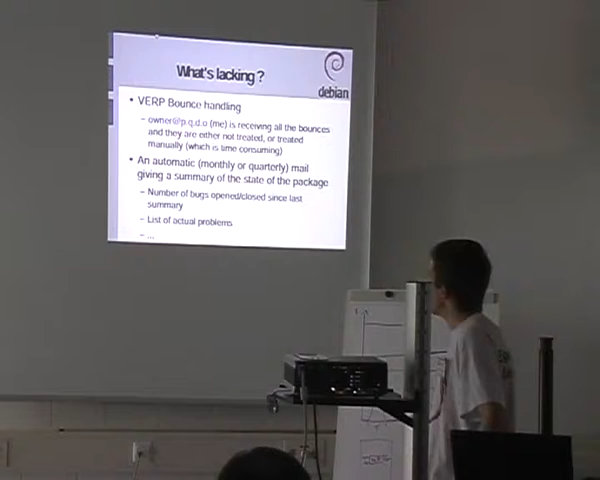 What's lacking ?
debian
• VERP Bounce handling
– owner@p.q.d.o (me) is receiving all the bounces
and they are either not treated, or treated
manually (which is time consuming)
• An automatic (monthly or quarterly) mail
giving a summary of the state of the package
– Number of bugs opened/closed since last
summary
– List of actual problems
– ...